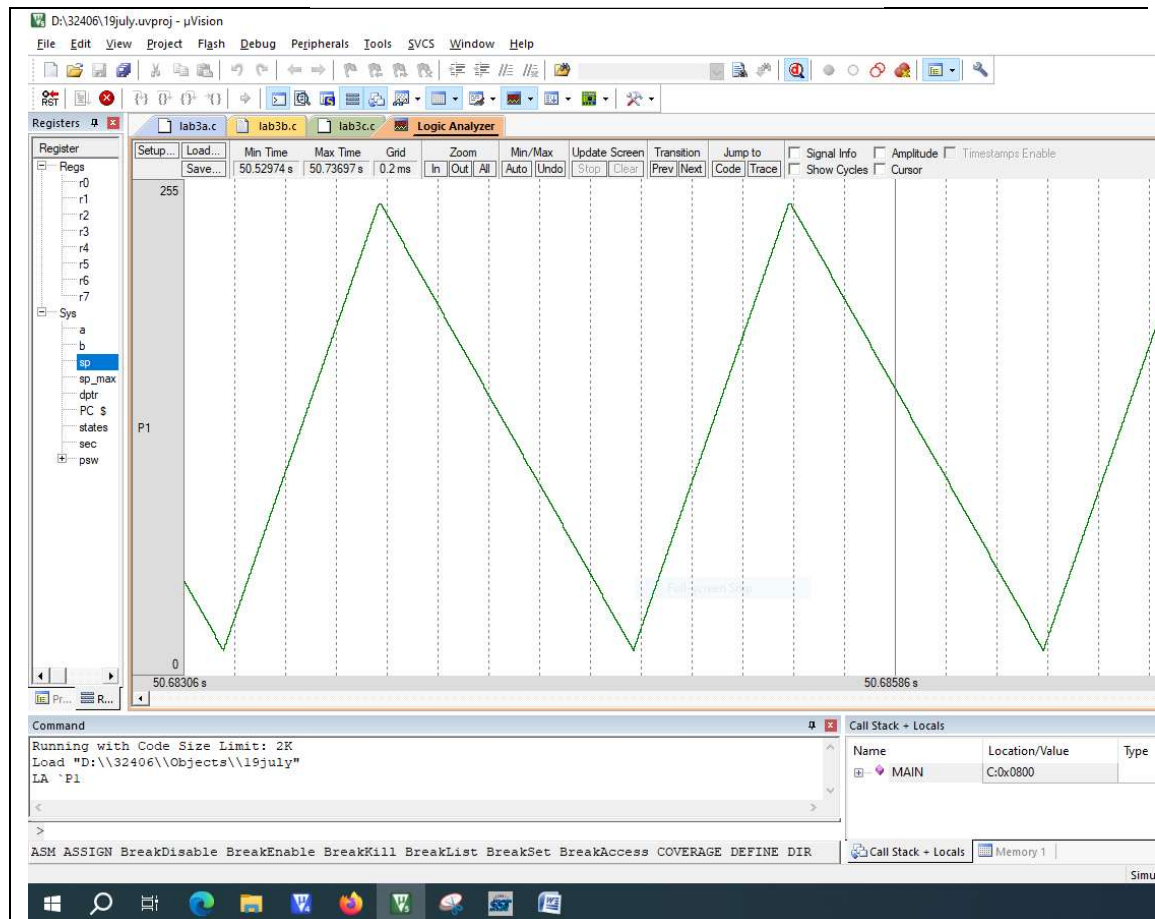 D:\32406\19july.uvproj - µVision
File Edit View Project Flash Debug Peripherals Tools SVCS Window Help
Registers
lab3a.c lab3b.c lab3c.c Logic Analyzer
Register
Regs
r0
r1
r2
r3
r4
r5
r6
r7
Sys
a
b
sp
sp_max
dptr
PC $
states
sec
psw
Setup... Load... Min Time Max Time Grid Zoom Min/Max Update Screen Transition Jump to Signal Info Amplitude Timestamps Enable
Save... 50.52974 s 50.73697 s 0.2 ms In Out All Auto Undo Stop Clear Prev Next Code Trace Show Cycles Cursor
255
P1
0
50.68306 s 50.68586 s
Pr... R...
Command
Running with Code Size Limit: 2K
Load "D:\\32406\\Objects\\19july"
LA `P1
>
ASM ASSIGN BreakDisable BreakEnable BreakKill BreakList BreakSet BreakAccess COVERAGE DEFINE DIR
Call Stack + Locals
Name Location/Value Type
MAIN C:0x0800
Call Stack + Locals Memory 1
Simu